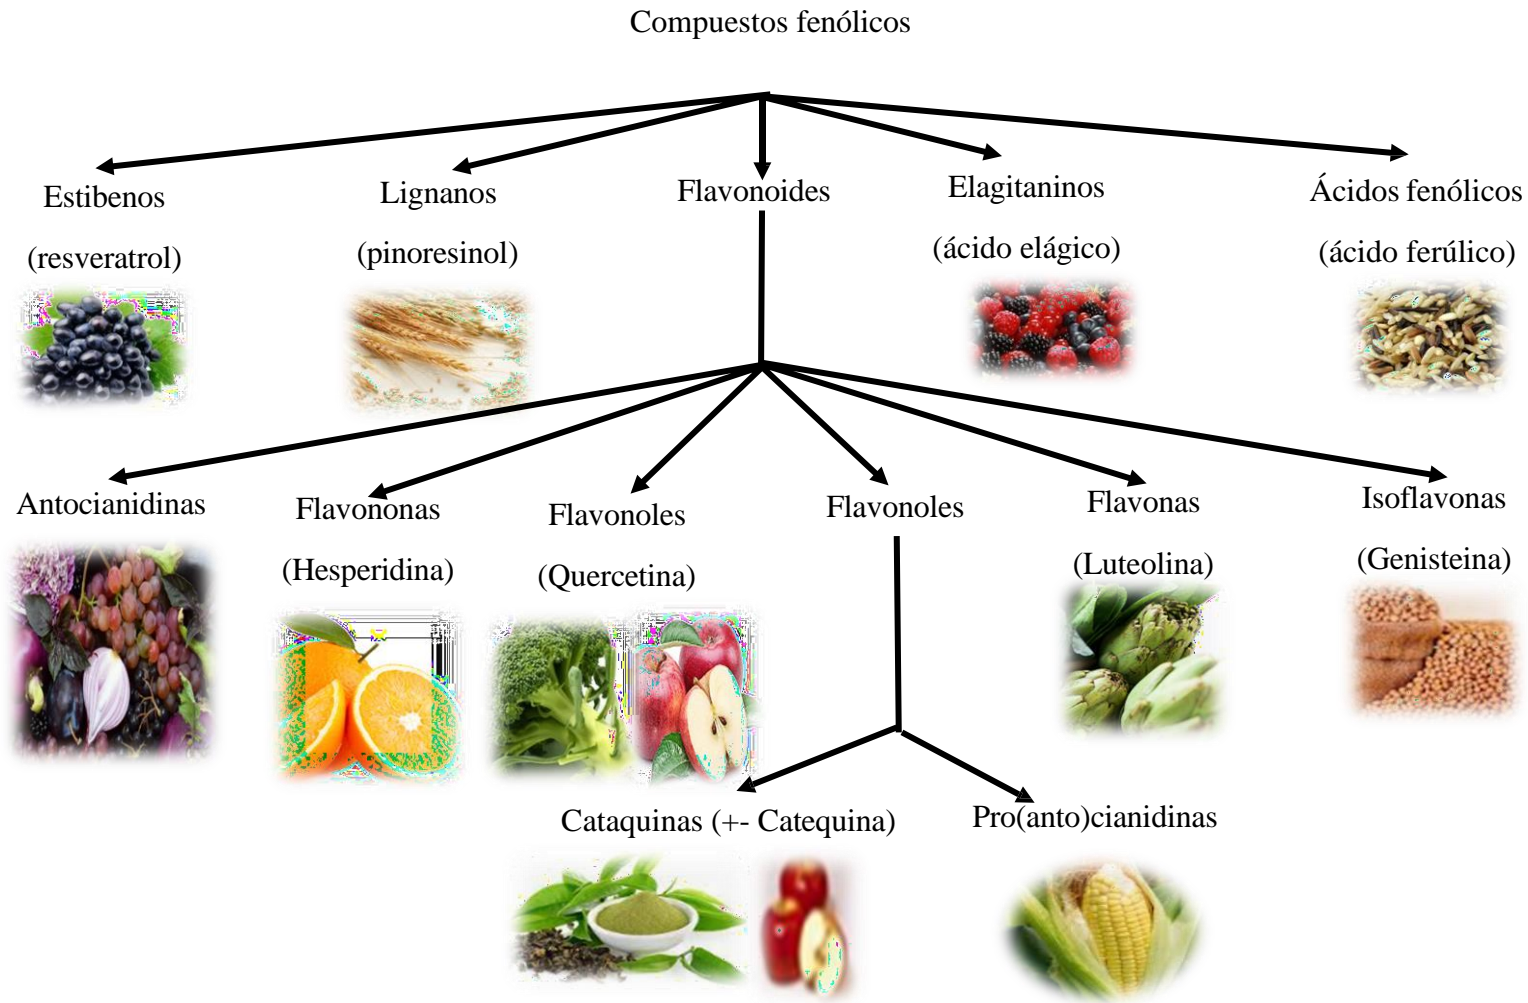 Compuestos fenólicos
Estibenos
(resveratrol)
Lignanos
(pinoresinol)
Flavonoides
Elagitaninos
(ácido elágico)
Ácidos fenólicos
(ácido ferúlico)
Antocianidinas
Flavononas
(Hesperidina)
Flavonoles
(Quercetina)
Flavonoles
Flavonas
(Luteolina)
Isoflavonas
(Genisteina)
Cataquinas (+- Catequina)
Pro(anto)cianidinas